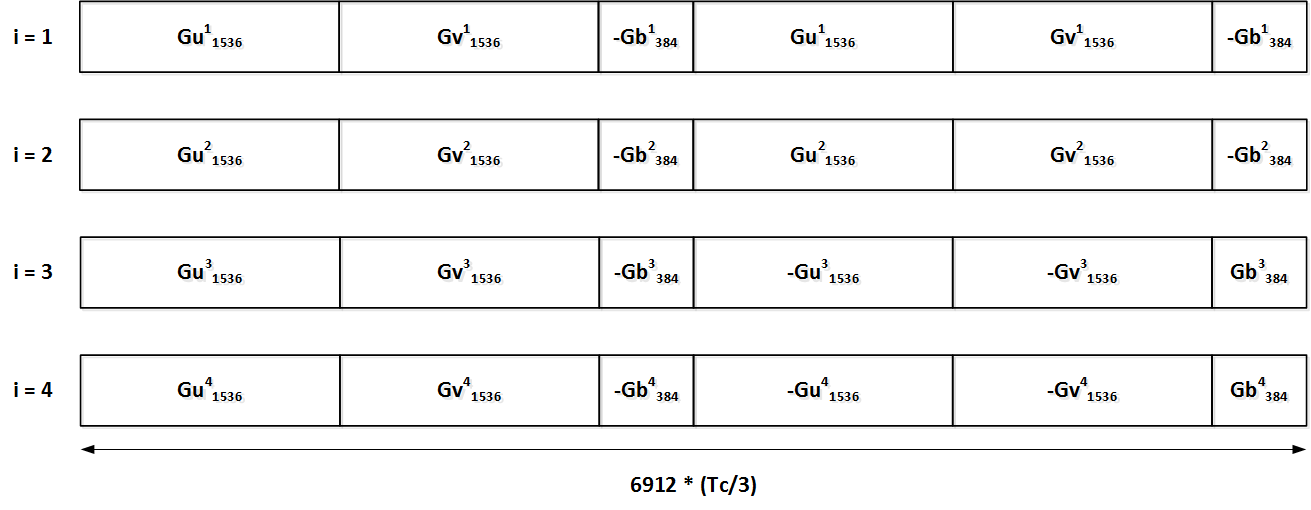 i = 1 Gu¹₁₅₃₆ Gv¹₁₅₃₆ -Gb¹₃₈₄ Gu¹₁₅₃₆ Gv¹₁₅₃₆ -Gb¹₃₈₄
i = 2 Gu²₁₅₃₆ Gv²₁₅₃₆ -Gb²₃₈₄ Gu²₁₅₃₆ Gv²₁₅₃₆ -Gb²₃₈₄
i = 3 Gu³₁₅₃₆ Gv³₁₅₃₆ -Gb³₃₈₄ -Gu³₁₅₃₆ -Gv³₁₅₃₆ Gb³₃₈₄
i = 4 Gu⁴₁₅₃₆ Gv⁴₁₅₃₆ -Gb⁴₃₈₄ -Gu⁴₁₅₃₆ -Gv⁴₁₅₃₆ Gb⁴₃₈₄
6912 * (Tc/3)